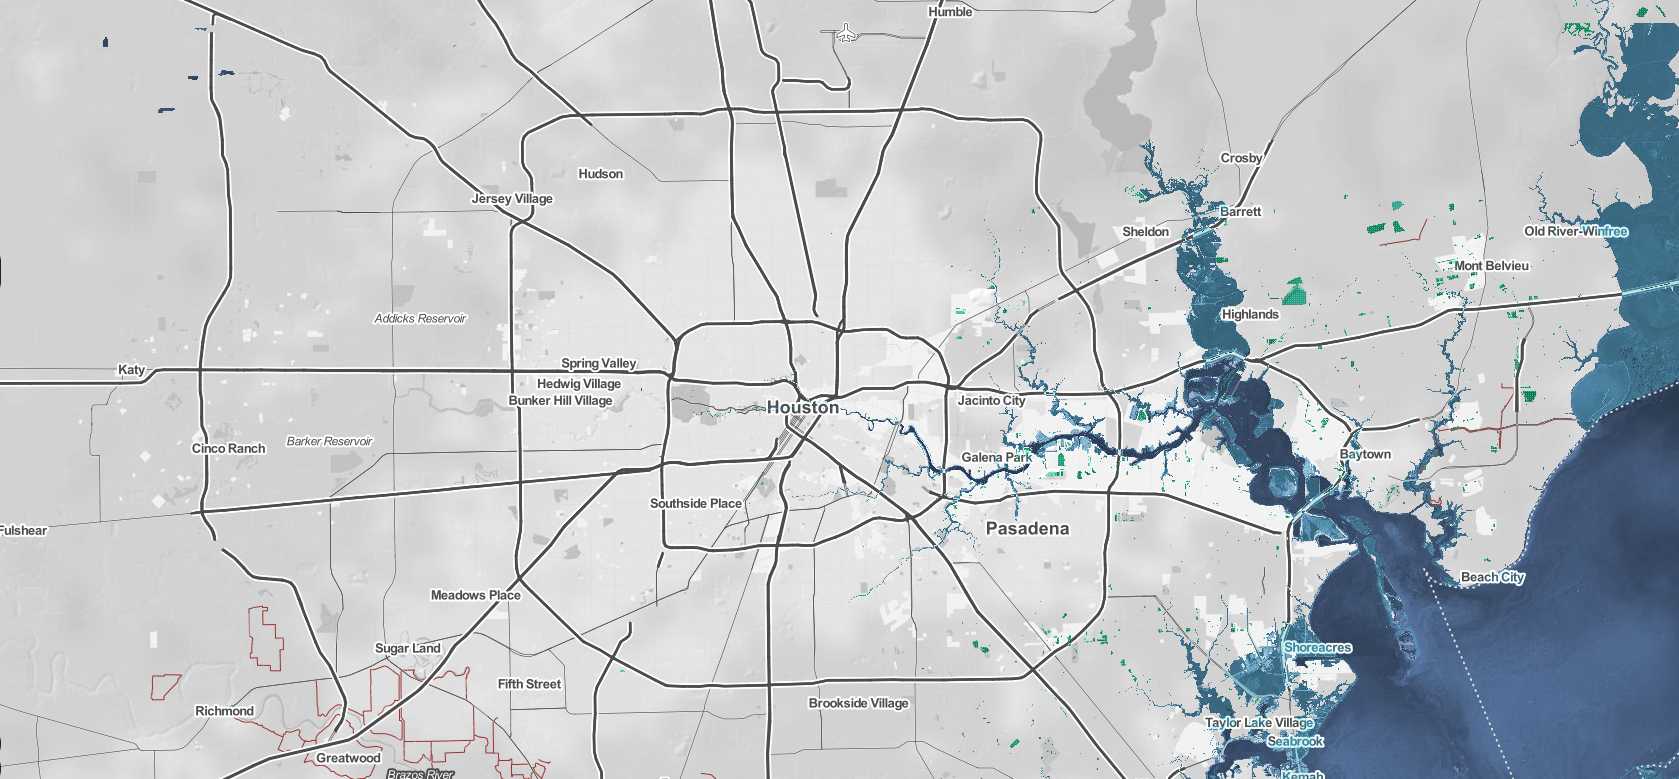 Humble
Crosby
Hudson
Jersey Village
Barrett
Sheldon
Old River-Winfree
Mont Belvieu
Highlands
Addicks Reservoir
Spring Valley
Katy
Hedwig Village
Bunker Hill Village
Jacinto City
Houston
Barker Reservoir
Cinco Ranch
Galena Park
Baytown
Southside Place
Pasadena
Fulshear
Beach City
Meadows Place
Sugar Land
Shoreacres
Fifth Street
Brookside Village
Richmond
Taylor Lake Village
Seabrook
Greatwood
Brazos River
Kemah